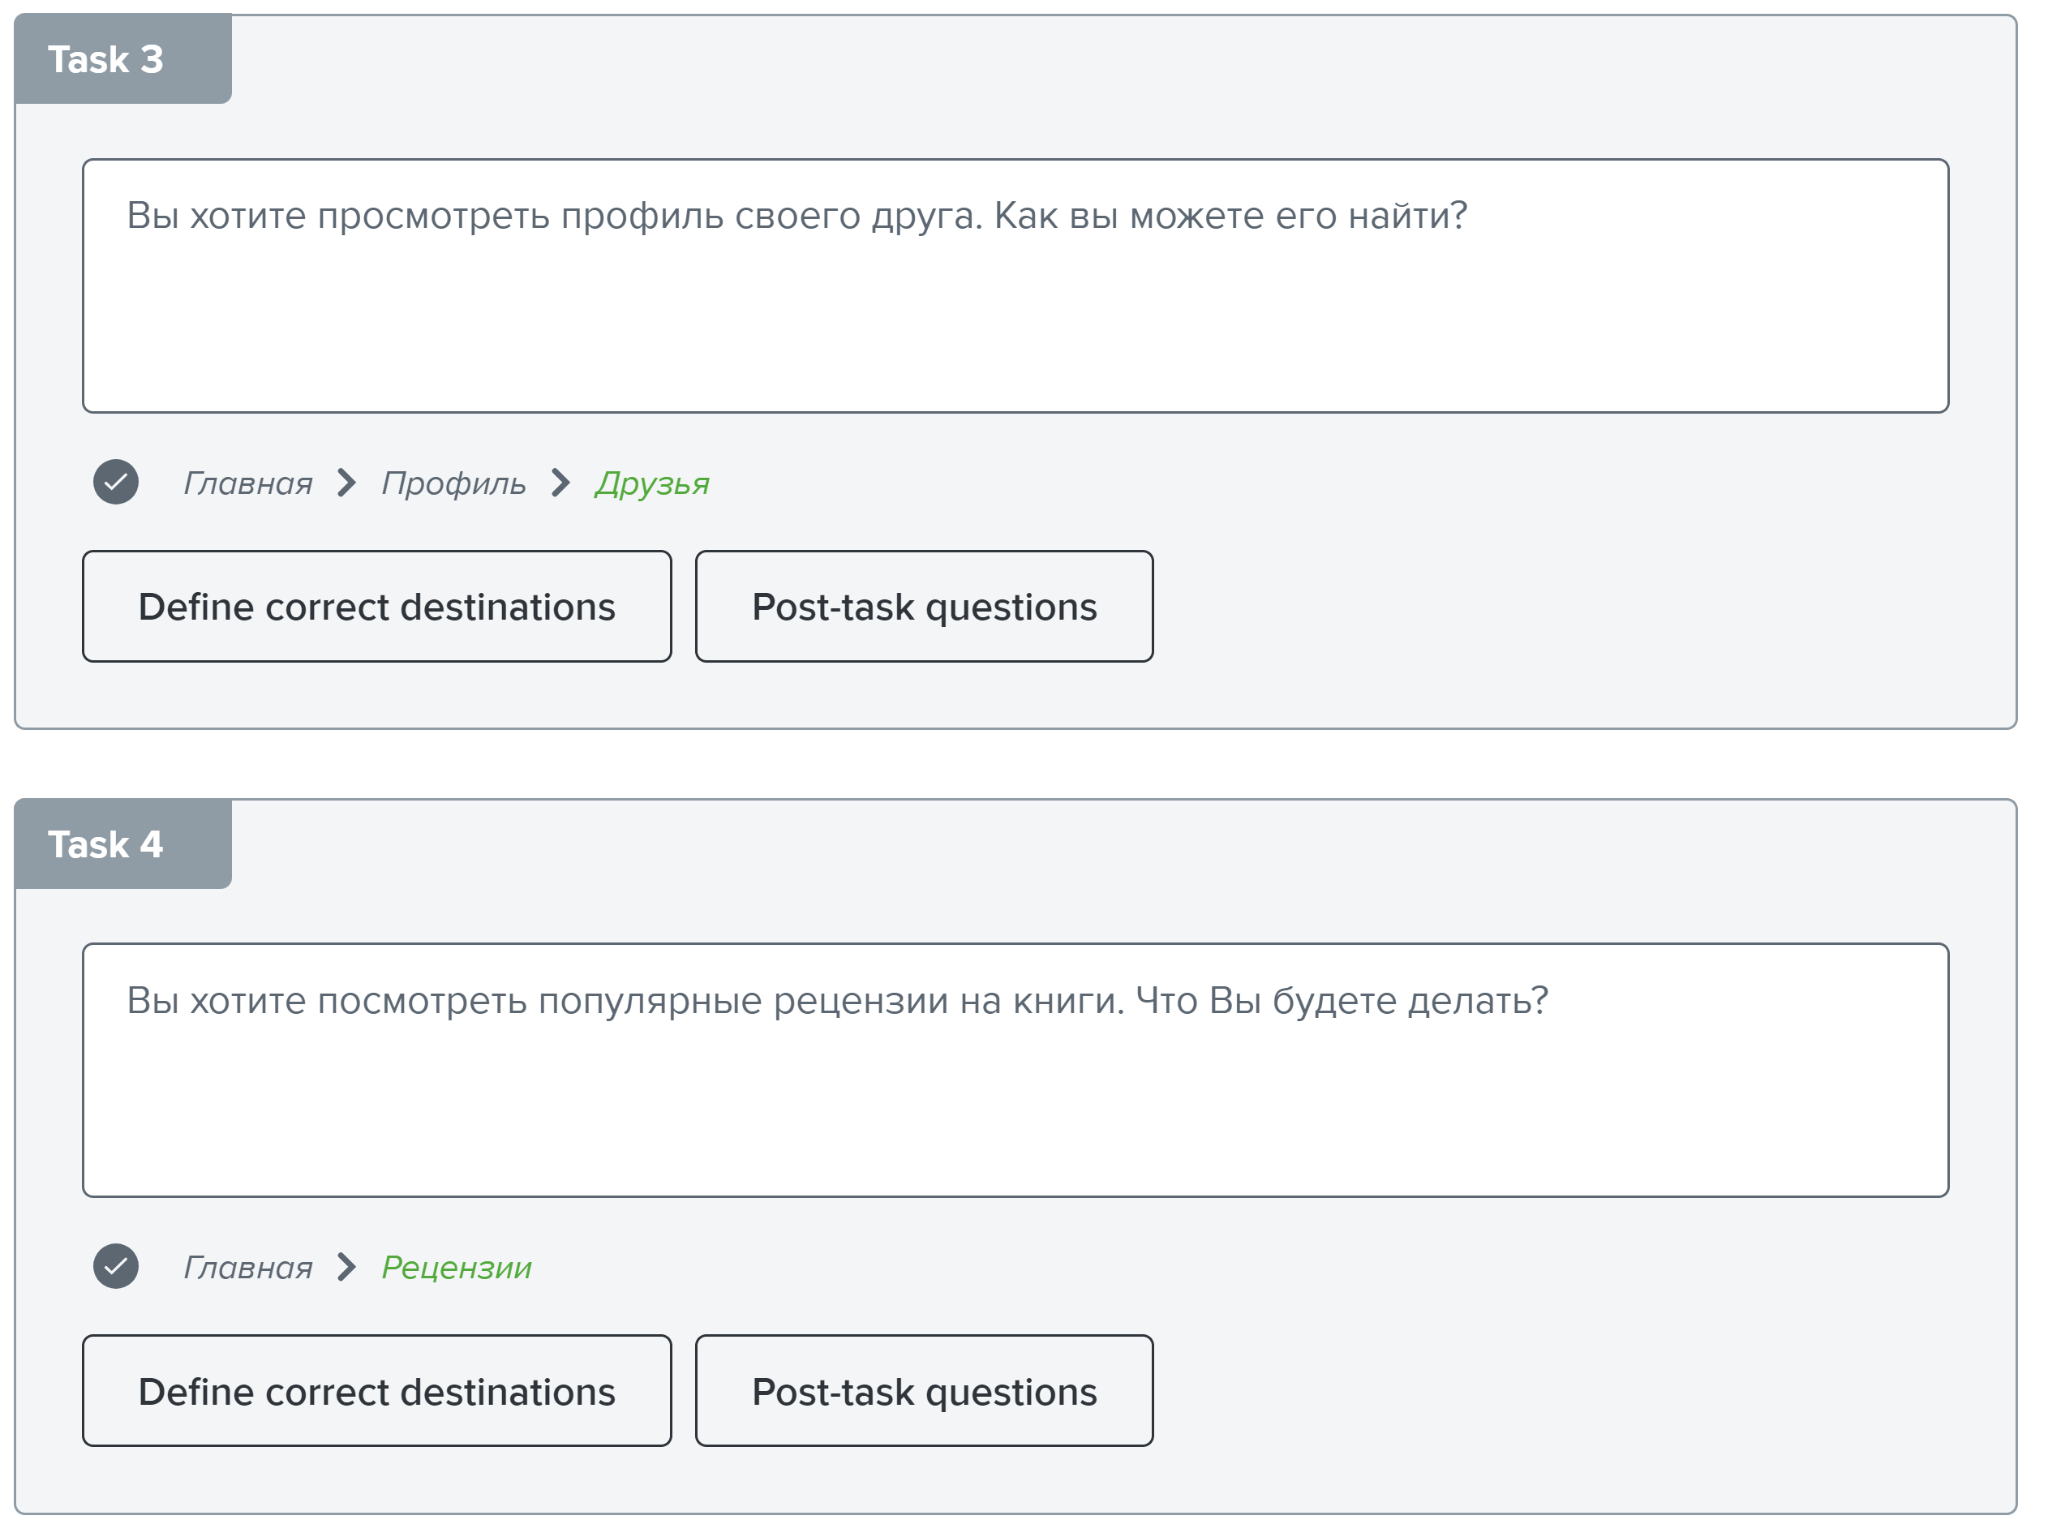 Task 3
Вы хотите просмотреть профиль своего друга. Как вы можете его найти?
Главная > Профиль > Друзья
Define correct destinations Post-task questions
Task 4
Вы хотите посмотреть популярные рецензии на книги. Что Вы будете делать?
Главная > Рецензии
Define correct destinations Post-task questions